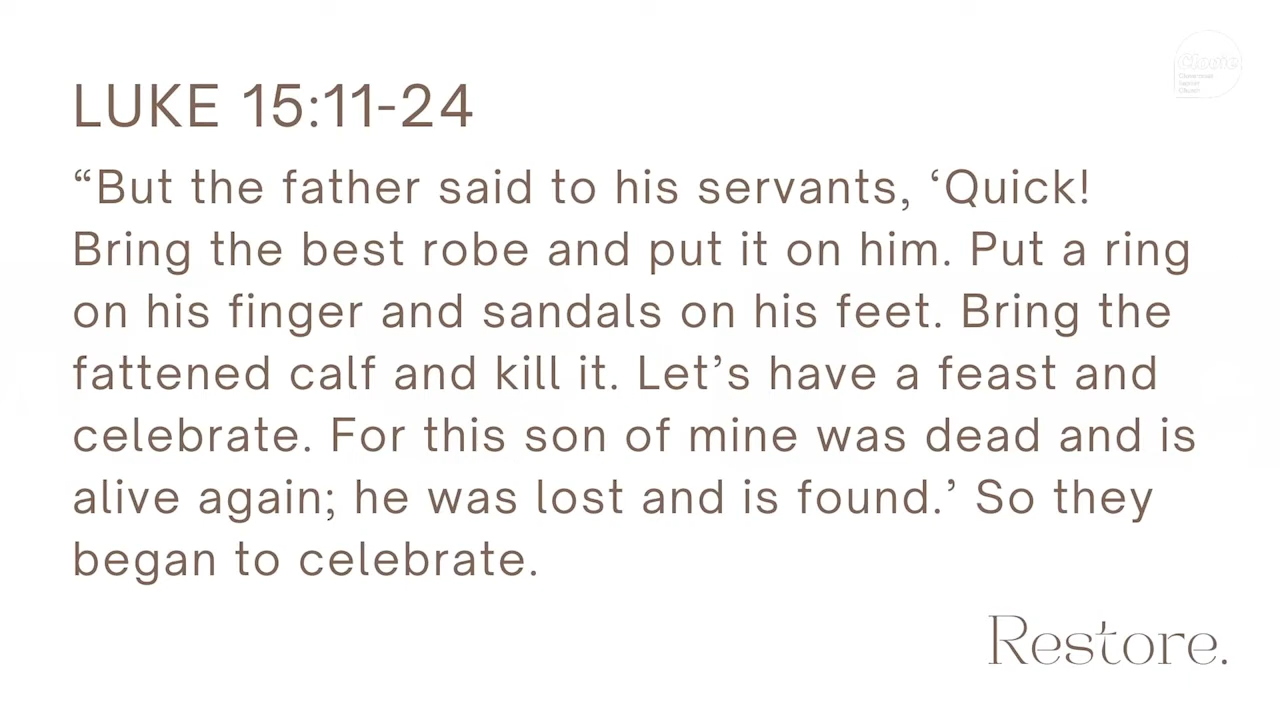 LUKE 15:11-24
“But the father said to his servants, ‘Quick!
Bring the best robe and put it on him. Put a ring
on his finger and sandals on his feet. Bring the
fattened calf and kill it. Let’s have a feast and
celebrate. For this son of mine was dead and is
alive again; he was lost and is found.’ So they
began to celebrate.
Restore.